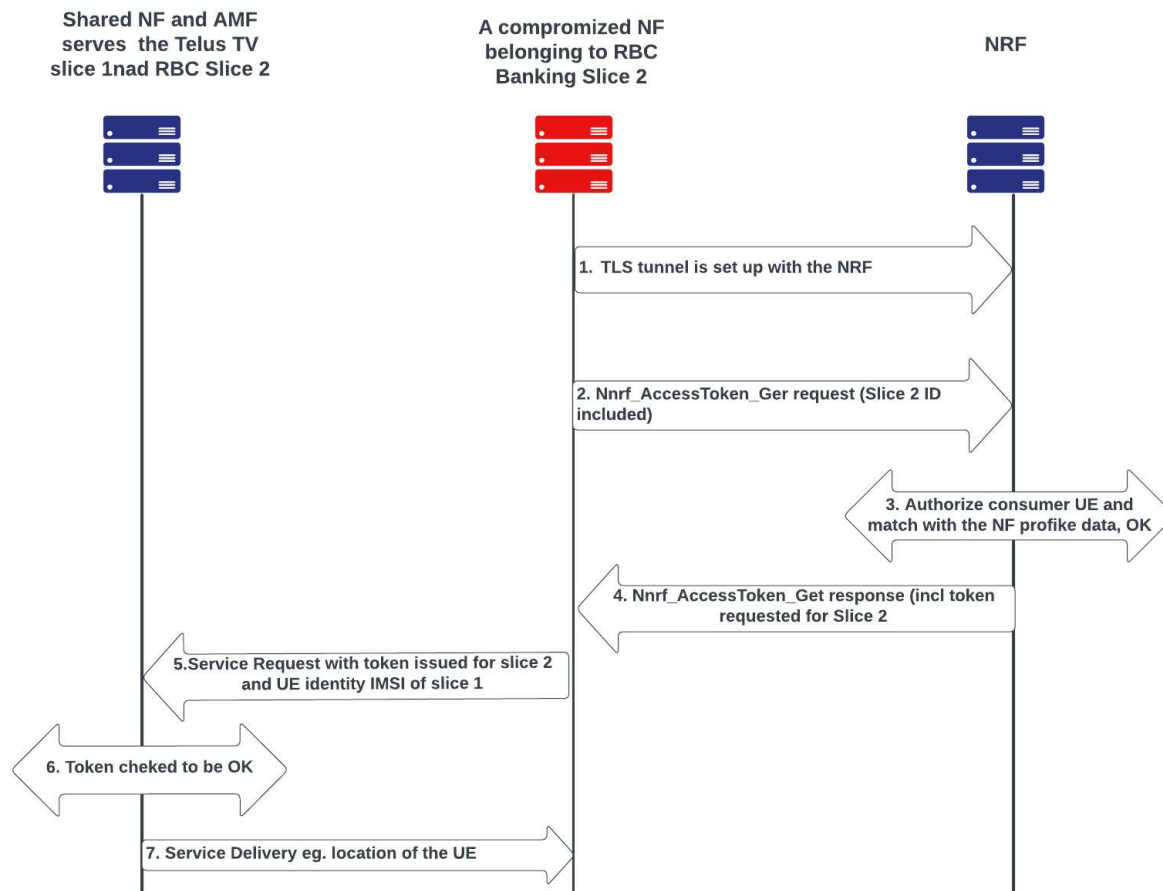 Shared NF and AMF
serves the Telus TV
slice 1nad RBC Slice 2
A compromized NF
belonging to RBC
Banking Slice 2
NRF
1. TLS tunnel is set up with the NRF
2. Nnrf_AccessToken_Ger request (Slice 2 ID
included)
3. Authorize consumer UE and
match with the NF profike data, OK
4. Nnrf_AccessToken_Get response (incl token
requested for Slice 2
5.Service Request with token issued for slice 2
and UE identity IMSI of slice 1
6. Token cheked to be OK
7. Service Delivery eg. location of the UE